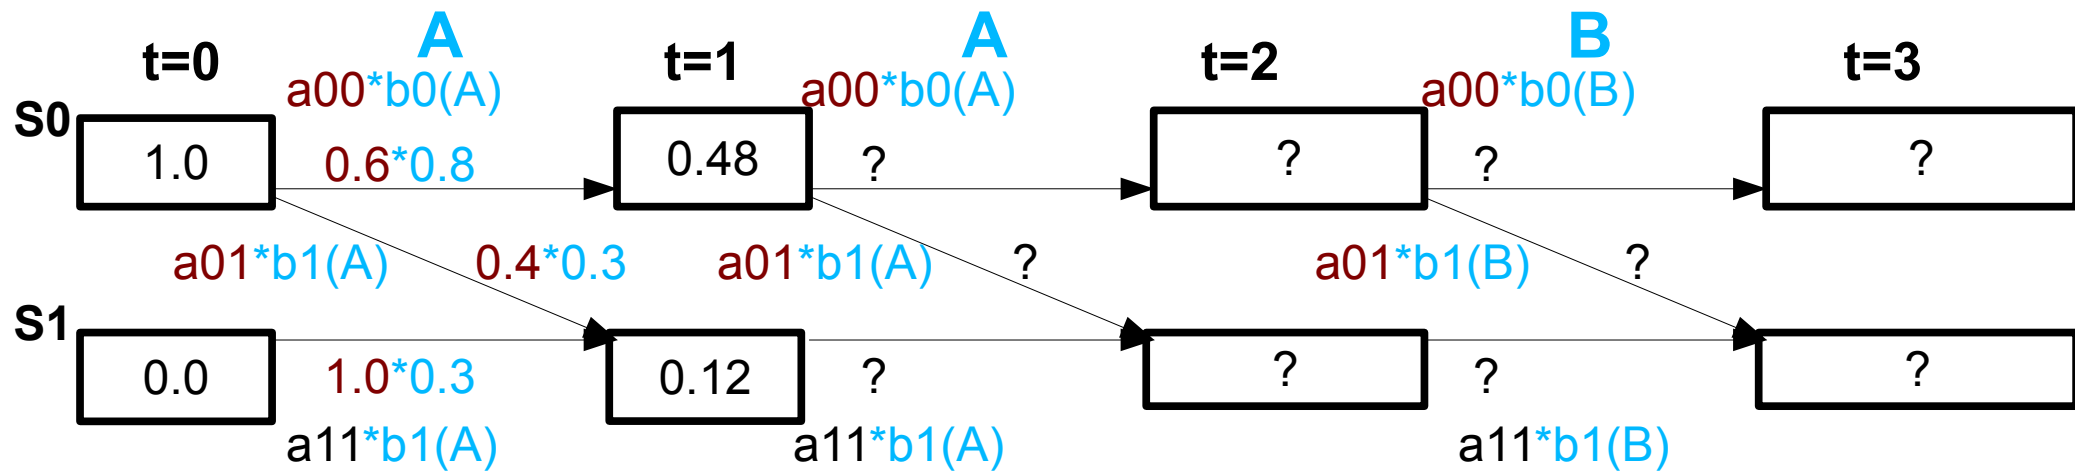 A A B
t=0 t=1 t=2 t=3
a00*b0(A) a00*b0(A) a00*b0(B)
S0
1.0 0.6*0.8 0.48 ? ? ? ?
a01*b1(A) 0.4*0.3 a01*b1(A) ? a01*b1(B) ?
S1
0.0 1.0*0.3 0.12 ? ? ? ?
a11*b1(A) a11*b1(A) a11*b1(B)